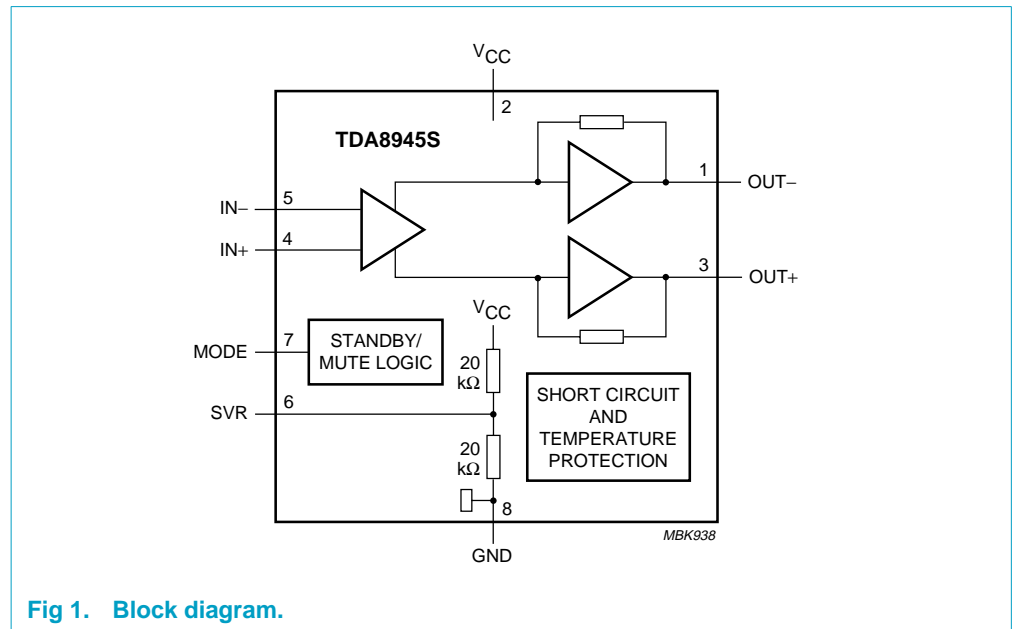 VCC
2
TDA8945S
1
OUT−
5
IN−
4
IN+
3
OUT+
VCC
7
MODE
STANDBY/
MUTE LOGIC
20
kΩ
6
SVR
SHORT CIRCUIT
AND
TEMPERATURE
PROTECTION
20
kΩ
8
MBK938
GND
Fig 1. Block diagram.